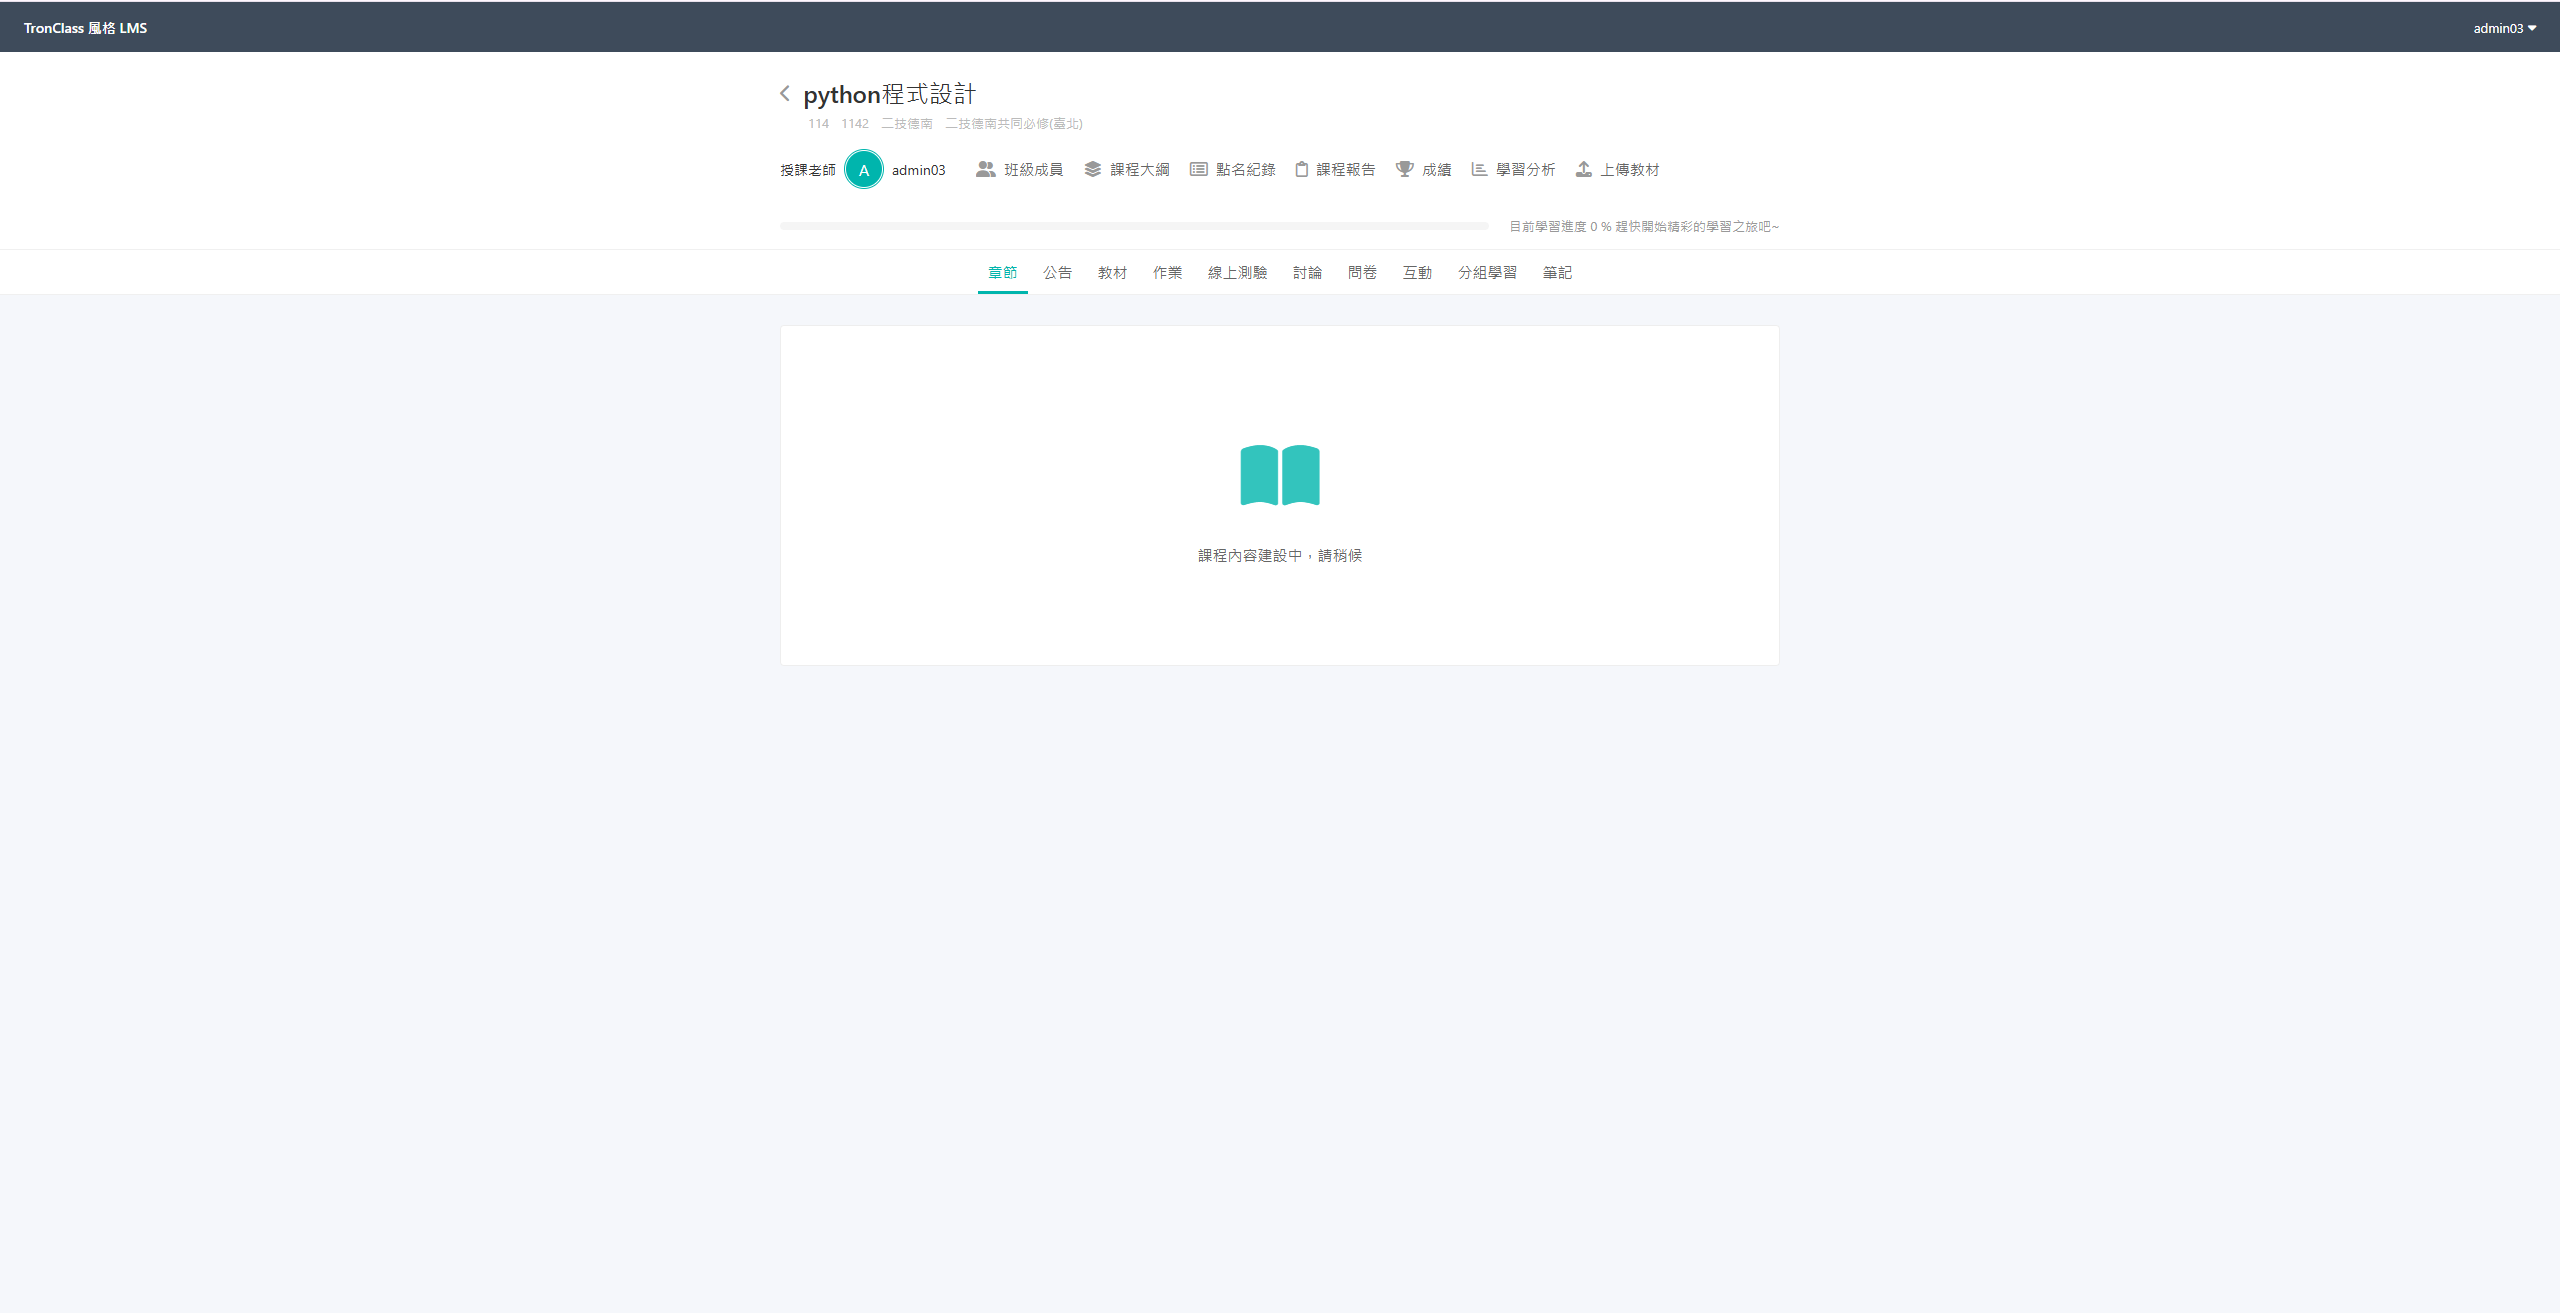 TronClass 風格 LMS
admin03
python程式設計
114 1142 二技德南 二技德南共同必修(臺北)
授課老師 A admin03 班級成員 課程大綱 點名紀錄 課程報告 成績 學習分析 上傳教材
目前學習進度 0 % 趕快開始精彩的學習之旅吧~
章節 公告 教材 作業 線上測驗 討論 問卷 互動 分組學習 筆記
課程內容建設中，請稍候